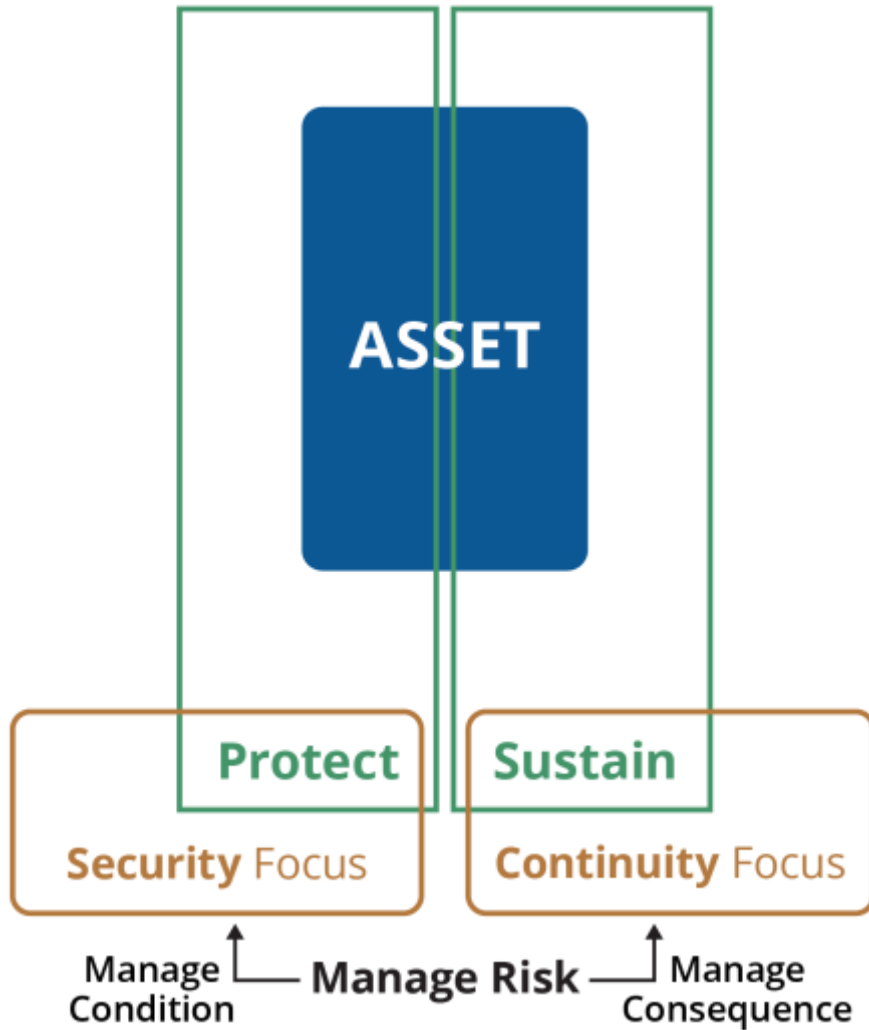 ASSET
Protect
Sustain
Security Focus
Continuity Focus
Manage
Condition
Manage Risk
Manage
Consequence